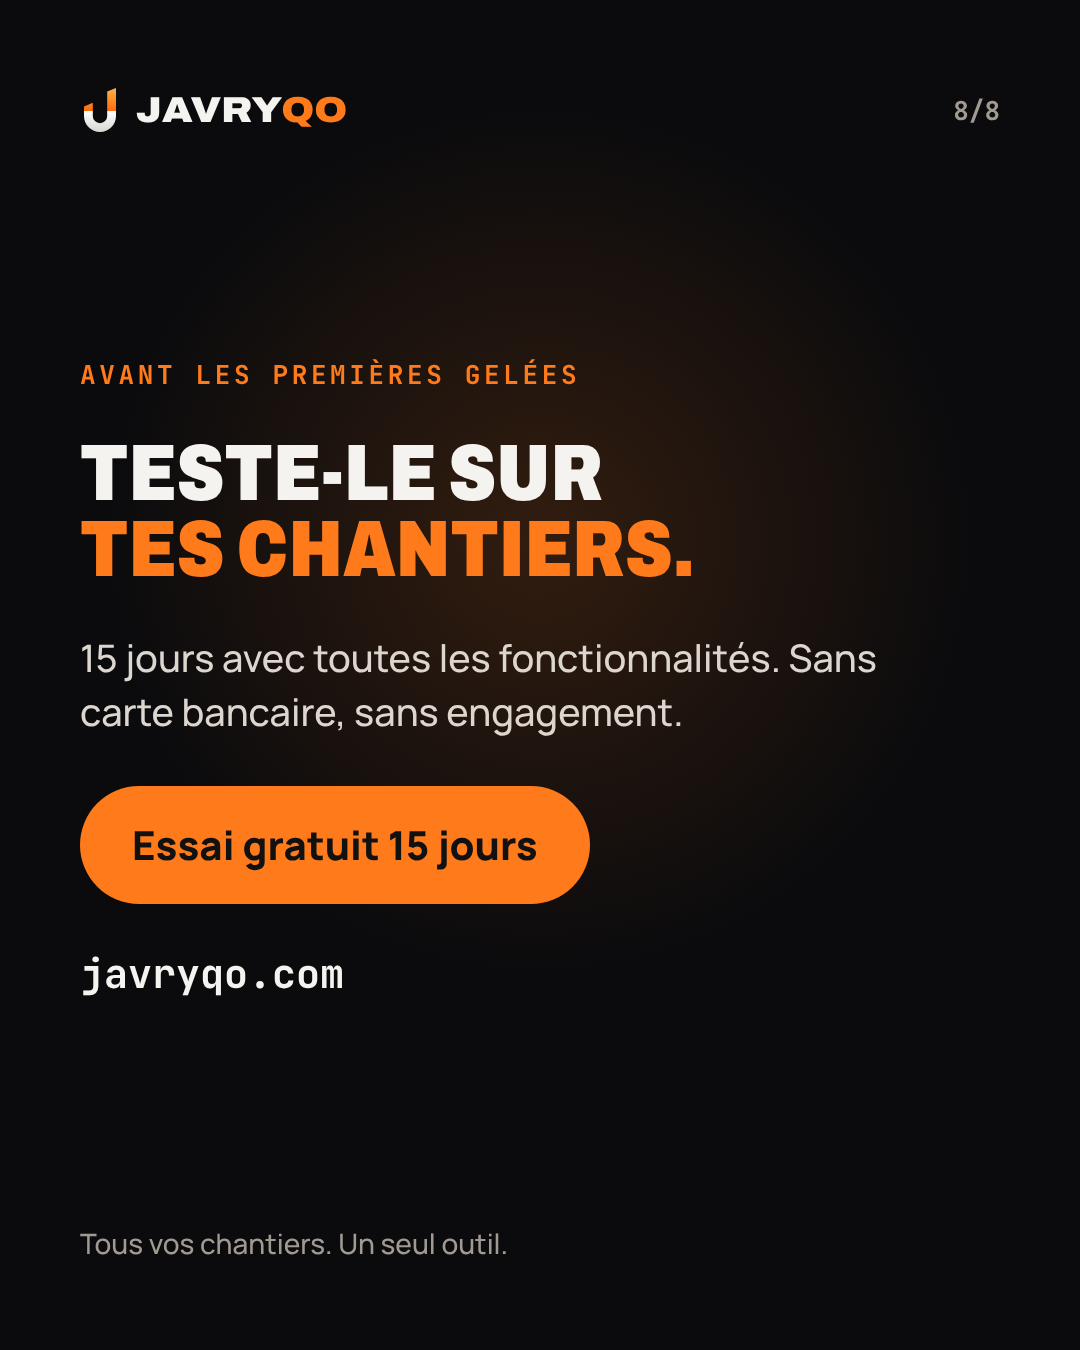 JAVRYQO
8/8
AVANT LES PREMIÈRES GELÉES
TESTE-LE SUR
TES CHANTIERS.
15 jours avec toutes les fonctionnalités. Sans
carte bancaire, sans engagement.
Essai gratuit 15 jours
javryqo.com
Tous vos chantiers. Un seul outil.